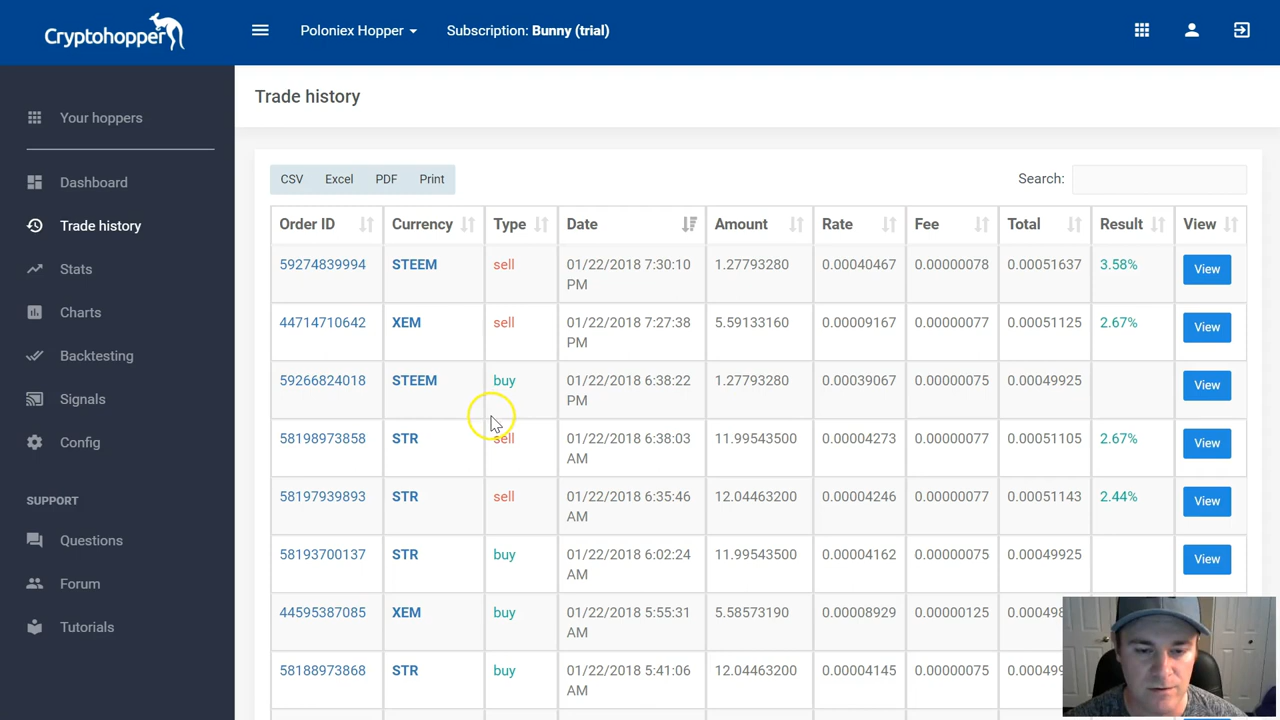 Cryptohopper
Poloniex Hopper
Subscription: Bunny (trial)
Your hoppers
Dashboard
Trade history
Stats
Charts
Backtesting
Signals
Config
SUPPORT
Questions
Forum
Tutorials
Trade history
CSV Excel PDF Print
Search:
Order ID Currency Type Date Amount Rate Fee Total Result View
59274839994 STEEM sell 01/22/2018 7:30:10 PM 1.27793280 0.00040467 0.00000078 0.00051637 3.58% View
44714710642 XEM sell 01/22/2018 7:27:38 PM 5.59133160 0.00009167 0.00000077 0.00051125 2.67% View
59266824018 STEEM buy 01/22/2018 6:38:22 PM 1.27793280 0.00039067 0.00000075 0.00049925 View
58198973858 STR sell 01/22/2018 6:38:03 AM 11.99543500 0.00004273 0.00000077 0.00051105 2.67% View
58197939893 STR sell 01/22/2018 6:35:46 AM 12.04463200 0.00004246 0.00000077 0.00051143 2.44% View
58193700137 STR buy 01/22/2018 6:02:24 AM 11.99543500 0.00004162 0.00000075 0.00049925 View
44595387085 XEM buy 01/22/2018 5:55:31 AM 5.58573190 0.00008929 0.00000125
58188973868 STR buy 01/22/2018 5:41:06 AM 12.04463200 0.00004145 0.00000075